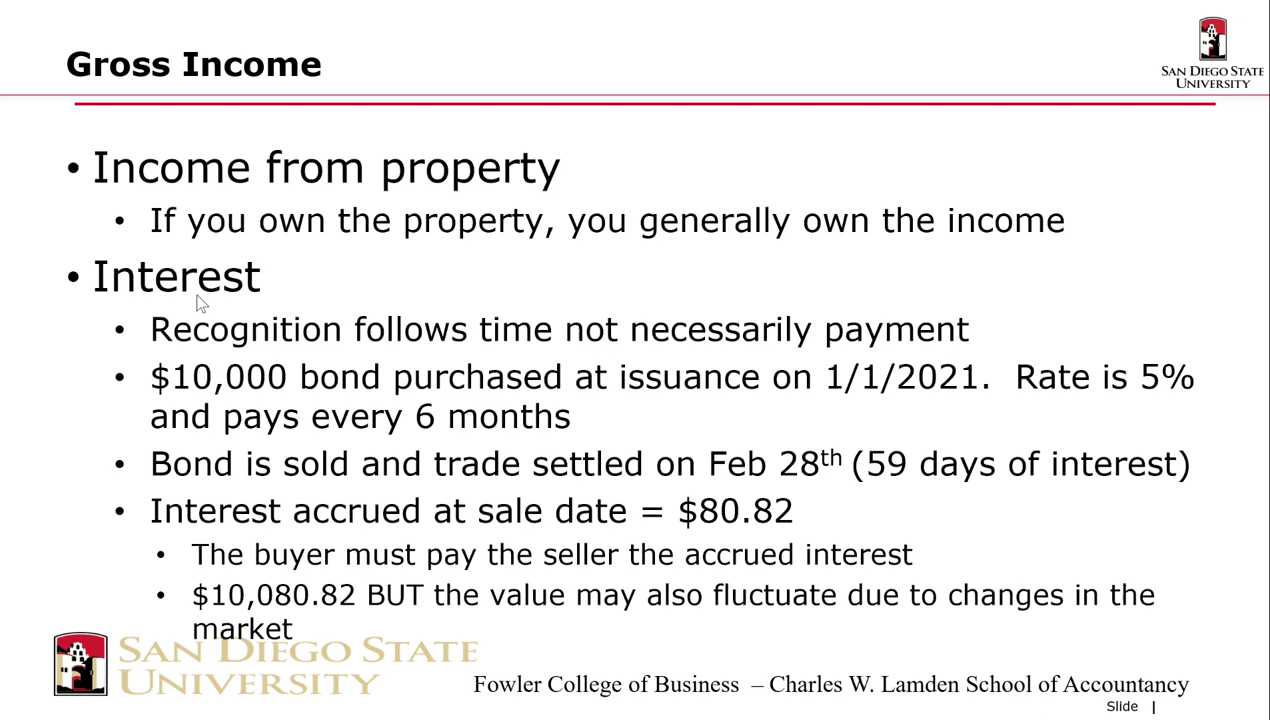 Gross Income
SAN DIEGO STATE
UNIVERSITY
• Income from property
• If you own the property, you generally own the income
• Interest
• Recognition follows time not necessarily payment
• $10,000 bond purchased at issuance on 1/1/2021. Rate is 5%
and pays every 6 months
• Bond is sold and trade settled on Feb 28th (59 days of interest)
• Interest accrued at sale date = $80.82
• The buyer must pay the seller the accrued interest
• $10,080.82 BUT the value may also fluctuate due to changes in the
market
SAN DIEGO STATE
UNIVERSITY
Fowler College of Business – Charles W. Lamden School of Accountancy
Slide